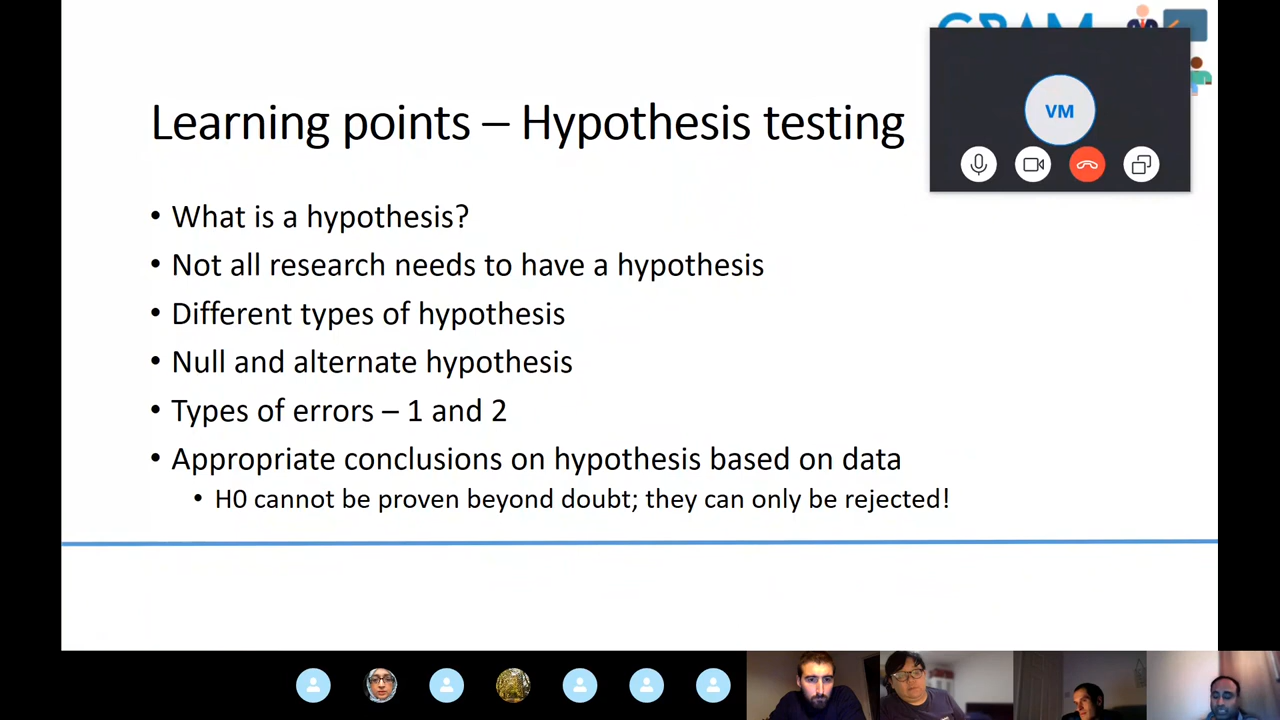 Learning points – Hypothesis testing
VM
• What is a hypothesis?
• Not all research needs to have a hypothesis
• Different types of hypothesis
• Null and alternate hypothesis
• Types of errors – 1 and 2
• Appropriate conclusions on hypothesis based on data
• H0 cannot be proven beyond doubt; they can only be rejected!